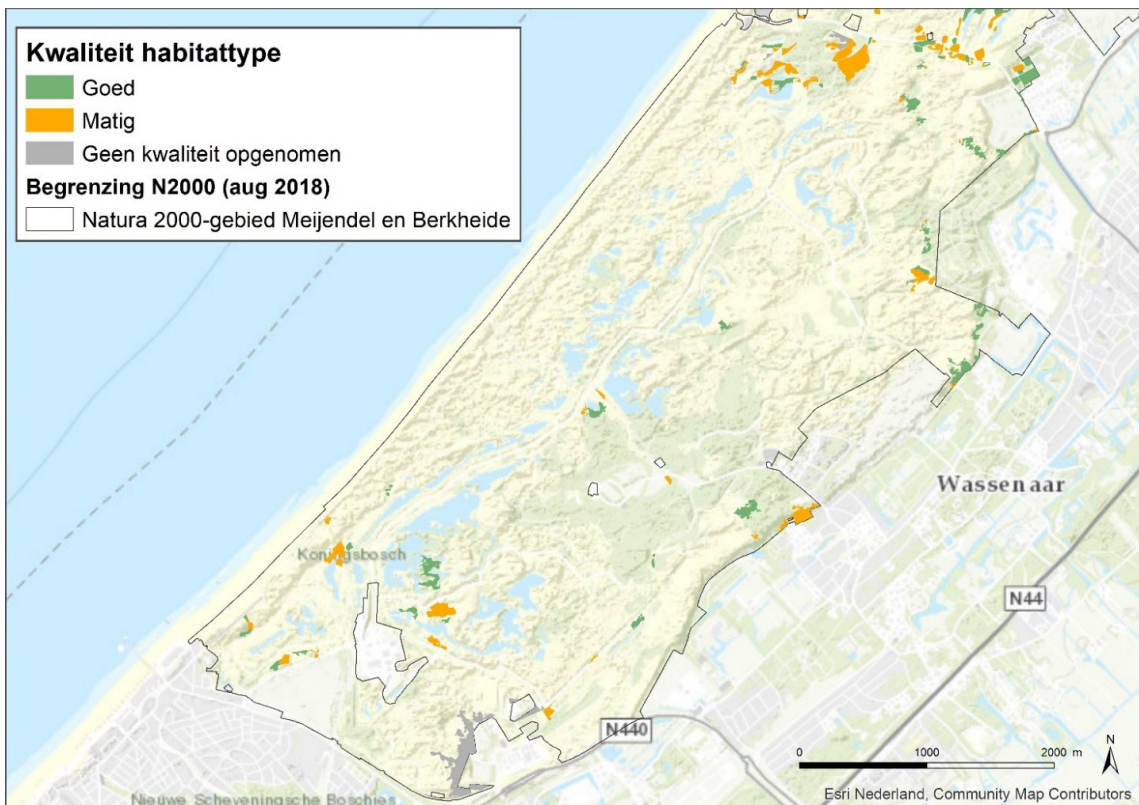 Kwaliteit habitattype
Goed
Matig
Geen kwaliteit opgenomen
Begrenzing N2000 (aug 2018)
Natura 2000-gebied Meijendel en Berkheide
Wassenaar
Koningsbosch
N44
N440
0 1000 2000 m
N
Nieuwe Scheveningsche Boschjes
Esri Nederland, Community Map Contributors